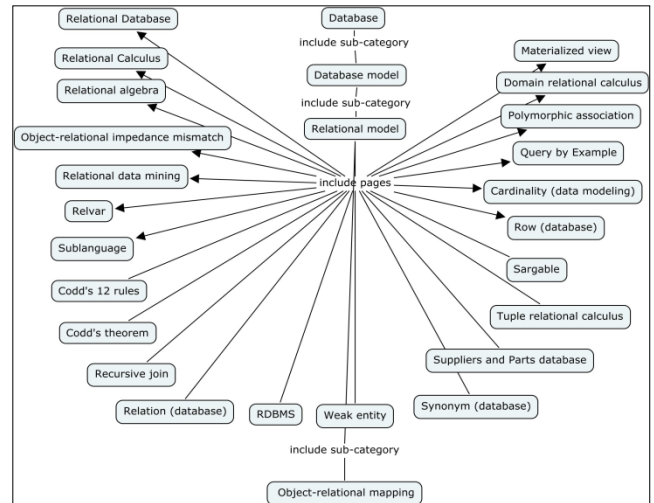 Relational Database
Database
include sub-category
Relational Calculus
Materialized view
Database model
Domain relational calculus
Relational algebra
include sub-category
Polymorphic association
Relational model
Object-relational impedance mismatch
Query by Example
Relational data mining
include pages
Cardinality (data modeling)
Relvar
Row (database)
Sublanguage
Sargable
Codd's 12 rules
Tuple relational calculus
Codd's theorem
Suppliers and Parts database
Recursive join
Synonym (database)
Relation (database)
RDBMS
Weak entity
include sub-category
Object-relational mapping